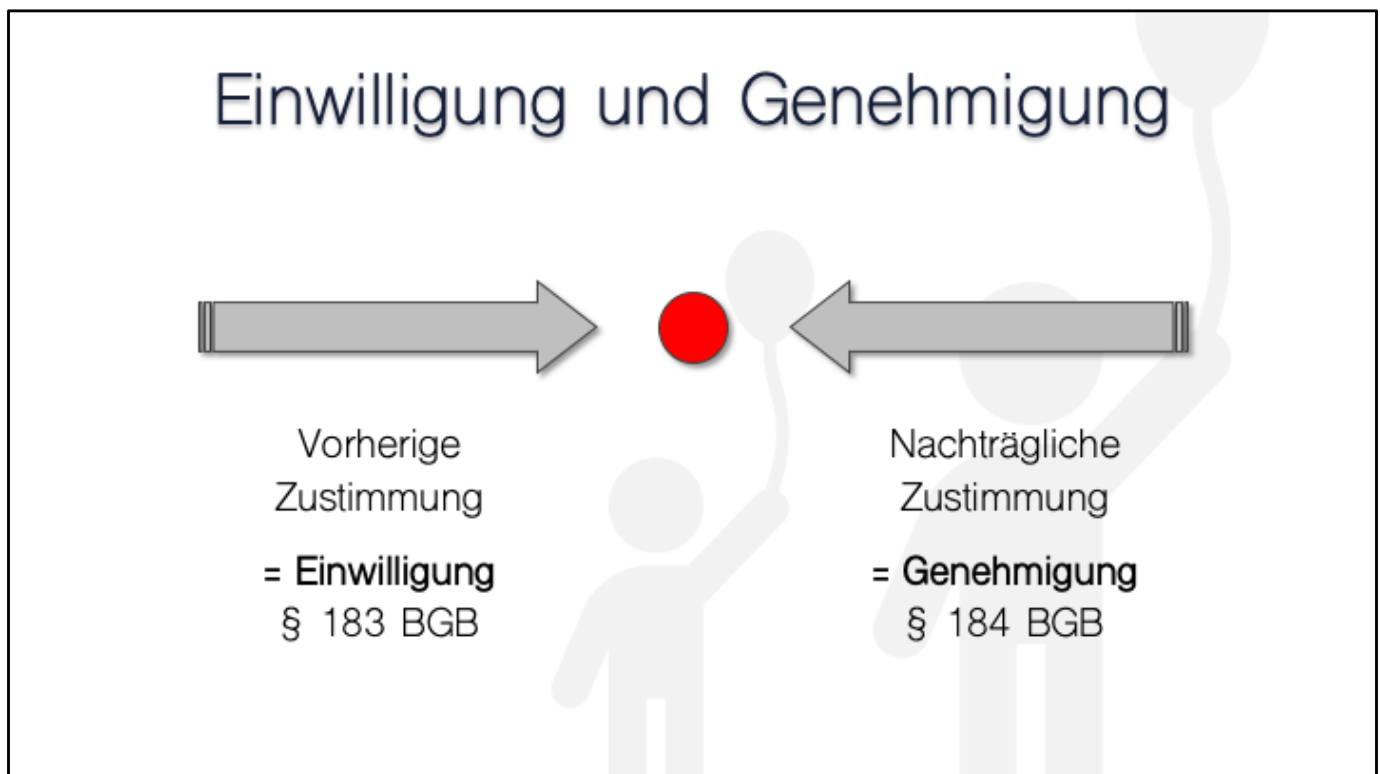 Einwilligung und Genehmigung
Vorherige
Zustimmung
= Einwilligung
§ 183 BGB
Nachträgliche
Zustimmung
= Genehmigung
§ 184 BGB